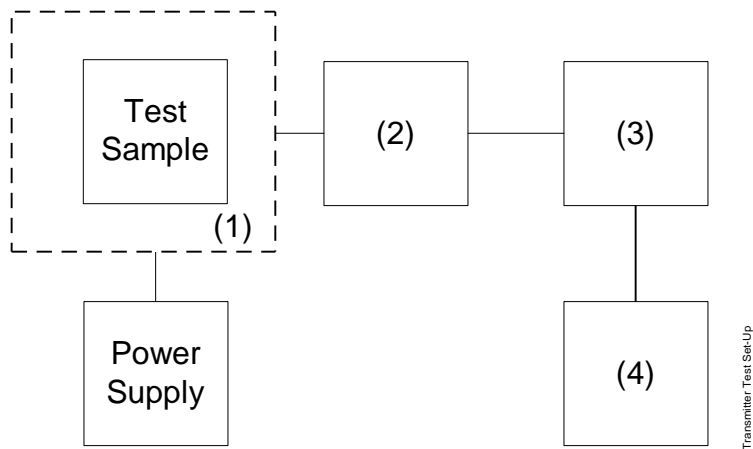 Test
Sample
(1)
(2)
(3)
Power
Supply
(4)
Transmitter Test Set-Up